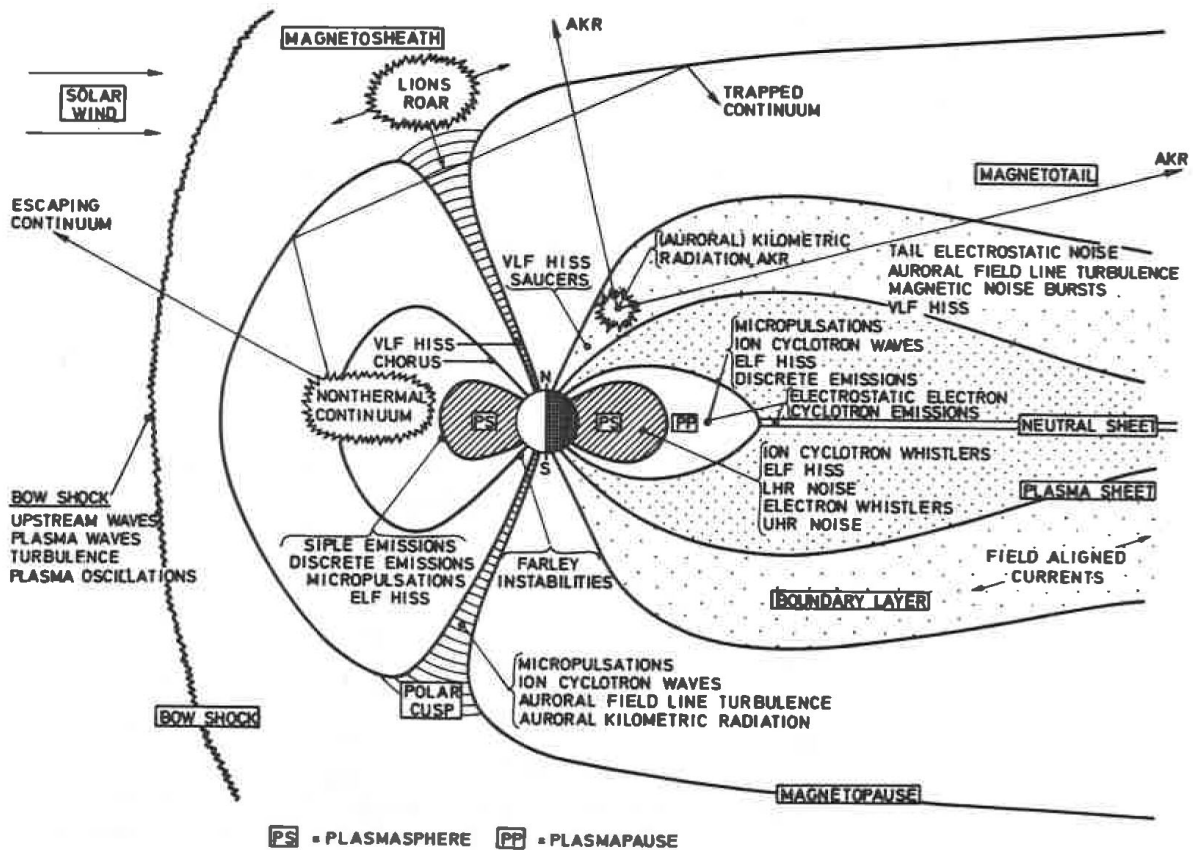 AKR
MAGNETOSHEATH
LIONS
ROAR
SOLAR
WIND
TRAPPED
CONTINUUM
AKR
MAGNETOTAIL
ESCAPING
CONTINUUM
(AURORAL) KILOMETRIC
RADIATION, AKR
VLF HISS
SAUCERS
TAIL ELECTROSTATIC NOISE
AURORAL FIELD LINE TURBULENCE
MAGNETIC NOISE BURSTS
VLF HISS
VLF HISS
CHORUS
MICROPULSATIONS
ION CYCLOTRON WAVES
ELF HISS
DISCRETE EMISSIONS
N
NONTHERMAL
CONTINUUM
ELECTROSTATIC ELECTRON
CYCLOTRON EMISSIONS
PS
PS
PP
NEUTRAL SHEET
S
ION CYCLOTRON WHISTLERS
ELF HISS
LHR NOISE
ELECTRON WHISTLERS
UHR NOISE
PLASMA SHEET
BOW SHOCK
UPSTREAM WAVES
PLASMA WAVES
TURBULENCE
PLASMA OSCILLATIONS
SIPLE EMISSIONS
DISCRETE EMISSIONS
MICROPULSATIONS
ELF HISS
FARLEY
INSTABILITIES
FIELD ALIGNED
CURRENTS
BOUNDARY LAYER
MICROPULSATIONS
ION CYCLOTRON WAVES
AURORAL FIELD LINE TURBULENCE
AURORAL KILOMETRIC RADIATION
POLAR
CUSP
BOW SHOCK
MAGNETOPAUSE
PS = PLASMASPHERE PP = PLASMAPAUSE